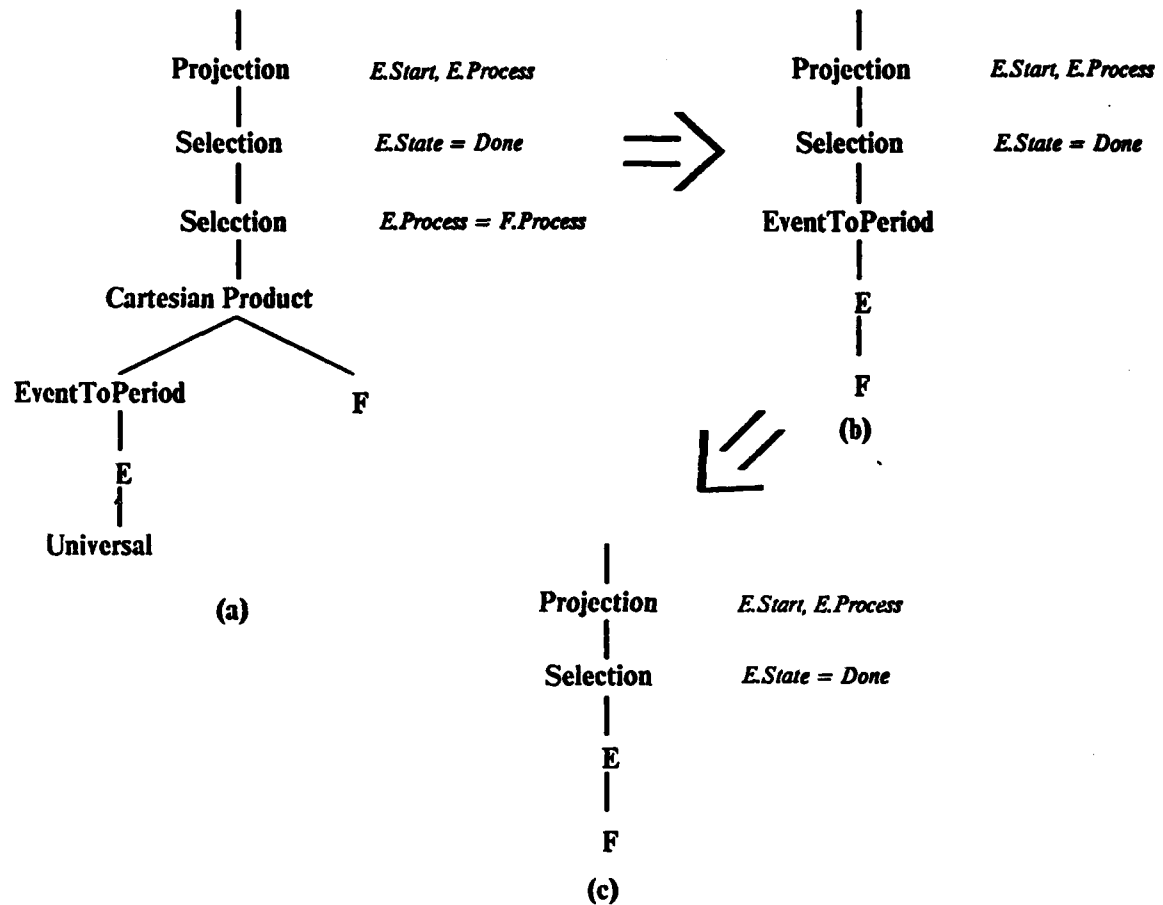 Projection E.Start, E.Process
Selection E.State = Done
Selection E.Process = F.Process
Cartesian Product
EventToPeriod F
E
Universal
(a)
Projection E.Start, E.Process
Selection E.State = Done
EventToPeriod
E
F
(b)
Projection E.Start, E.Process
Selection E.State = Done
E
F
(c)